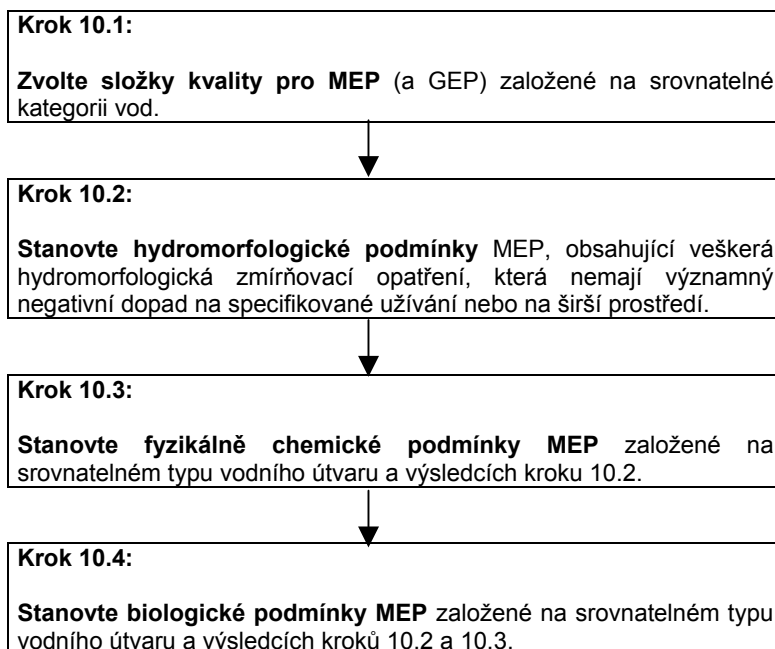 Krok 10.1:
Zvolte složky kvality pro MEP (a GEP) založené na srovnatelné
kategorii vod.
Krok 10.2:
Stanovte hydromorfologické podmínky MEP, obsahující veškerá
hydromorfologická zmírňovací opatření, která nemají významný
negativní dopad na specifikované užívání nebo na širší prostředí.
Krok 10.3:
Stanovte fyzikálně chemické podmínky MEP založené na
srovnatelném typu vodního útvaru a výsledcích kroku 10.2.
Krok 10.4:
Stanovte biologické podmínky MEP založené na srovnatelném typu
vodního útvaru a výsledcích kroků 10.2 a 10.3.